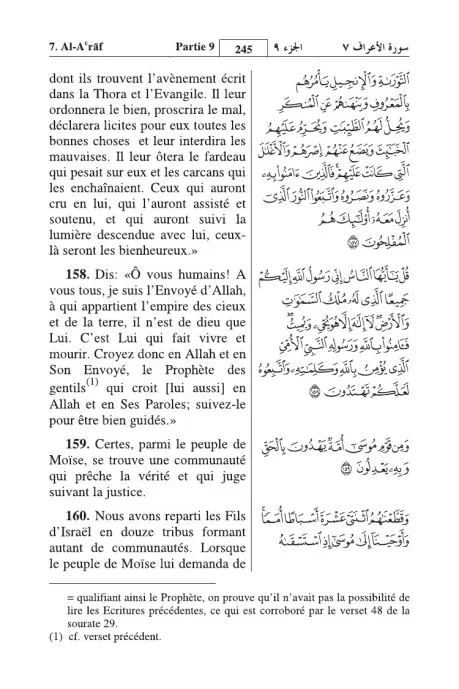 7. Al-Aʿrāf Partie 9 245 الجزء ٩ سورة الأعراف ٧
dont ils trouvent l'avènement écrit
dans la Thora et l'Evangile. Il leur
ordonnera le bien, proscrira le mal,
déclarera licites pour eux toutes les
bonnes choses et leur interdira les
mauvaises. Il leur ôtera le fardeau
qui pesait sur eux et les carcans qui
les enchaînaient. Ceux qui auront
cru en lui, qui l'auront assisté et
soutenu, et qui auront suivi la
lumière descendue avec lui, ceux-
là seront les bienheureux.»
158. Dis: «Ô vous humains! A
vous tous, je suis l'Envoyé d'Allah,
à qui appartient l'empire des cieux
et de la terre, il n'est de dieu que
Lui. C'est Lui qui fait vivre et
mourir. Croyez donc en Allah et en
Son Envoyé, le Prophète des
gentils(1) qui croit [lui aussi] en
Allah et en Ses Paroles; suivez-le
pour être bien guidés.»
159. Certes, parmi le peuple de
Moïse, se trouve une communauté
qui prêche la vérité et qui juge
suivant la justice.
160. Nous avons reparti les Fils
d'Israël en douze tribus formant
autant de communautés. Lorsque
le peuple de Moïse lui demanda de
ٱلتَّوْرَىٰةِ وَٱلْإِنجِيلِ يَأْمُرُهُم
بِٱلْمَعْرُوفِ وَيَنْهَىٰهُمْ عَنِ ٱلْمُنكَرِ
وَيُحِلُّ لَهُمُ ٱلطَّيِّبَٰتِ وَيُحَرِّمُ عَلَيْهِمُ
ٱلْخَبَٰٓئِثَ وَيَضَعُ عَنْهُمْ إِصْرَهُمْ وَٱلْأَغْلَٰلَ
ٱلَّتِى كَانَتْ عَلَيْهِمْ ۚ فَٱلَّذِينَ ءَامَنُوا۟ بِهِۦ
وَعَزَّرُوهُ وَنَصَرُوهُ وَٱتَّبَعُوا۟ ٱلنُّورَ ٱلَّذِىٓ
أُنزِلَ مَعَهُۥٓ ۙ أُو۟لَٰٓئِكَ هُمُ
ٱلْمُفْلِحُونَ ١٥٧
قُلْ يَٰٓأَيُّهَا ٱلنَّاسُ إِنِّى رَسُولُ ٱللَّهِ إِلَيْكُمْ
جَمِيعًا ٱلَّذِى لَهُۥ مُلْكُ ٱلسَّمَٰوَٰتِ
وَٱلْأَرْضِ ۖ لَآ إِلَٰهَ إِلَّا هُوَ يُحْىِۦ وَيُمِيتُ ۖ
فَـَٔامِنُوا۟ بِٱللَّهِ وَرَسُولِهِ ٱلنَّبِىِّ ٱلْأُمِّىِّ
ٱلَّذِى يُؤْمِنُ بِٱللَّهِ وَكَلِمَٰتِهِۦ وَٱتَّبِعُوهُ
لَعَلَّكُمْ تَهْتَدُونَ ١٥٨
وَمِن قَوْمِ مُوسَىٰٓ أُمَّةٌ يَهْدُونَ بِٱلْحَقِّ
وَبِهِۦ يَعْدِلُونَ ١٥٩
وَقَطَّعْنَٰهُمُ ٱثْنَتَىْ عَشْرَةَ أَسْبَاطًا أُمَمًا ۚ
وَأَوْحَيْنَآ إِلَىٰ مُوسَىٰٓ إِذِ ٱسْتَسْقَىٰهُ
= qualifiant ainsi le Prophète, on prouve qu'il n'avait pas la possibilité de
lire les Ecritures précédentes, ce qui est corroboré par le verset 48 de la
sourate 29.
(1) cf. verset précédent.